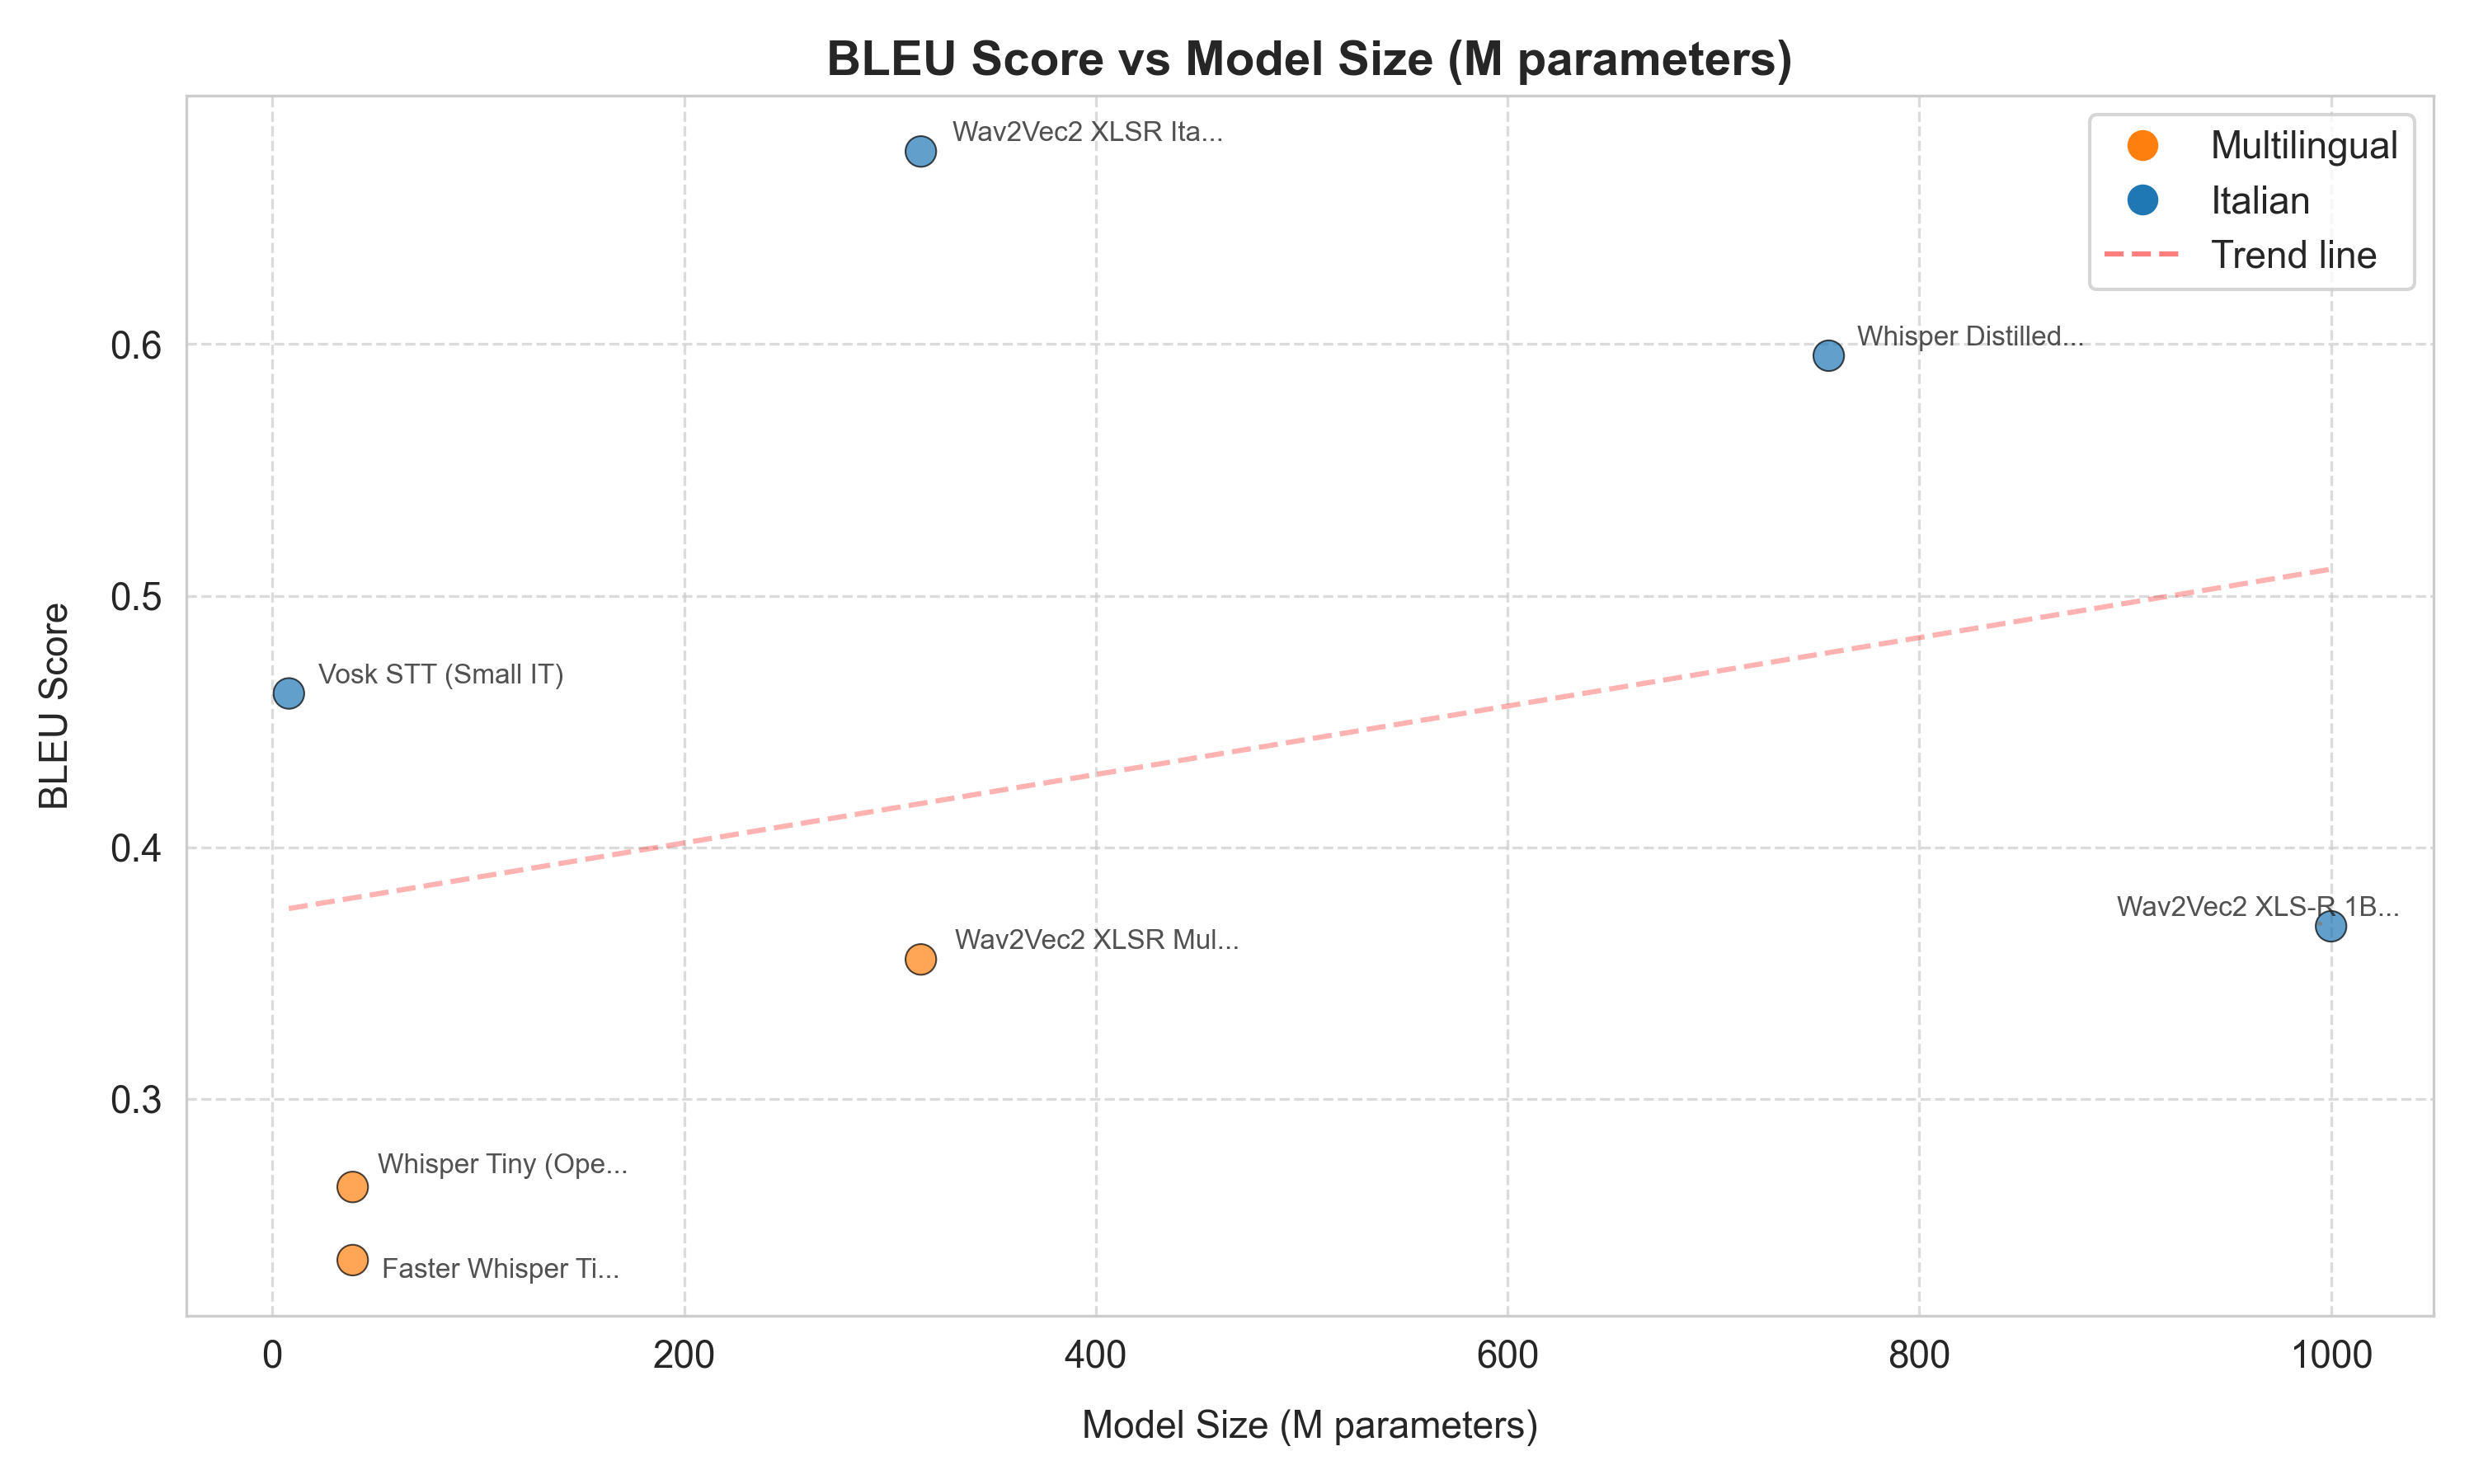 BLEU Score vs Model Size (M parameters)
Wav2Vec2 XLSR Ita...
Multilingual
Italian
Trend line
0.6
Whisper Distilled...
0.5
BLEU Score
Vosk STT (Small IT)
0.4
Wav2Vec2 XLS-R 1B...
Wav2Vec2 XLSR Mul...
0.3
Whisper Tiny (Ope...
Faster Whisper Ti...
0 200 400 600 800 1000
Model Size (M parameters)